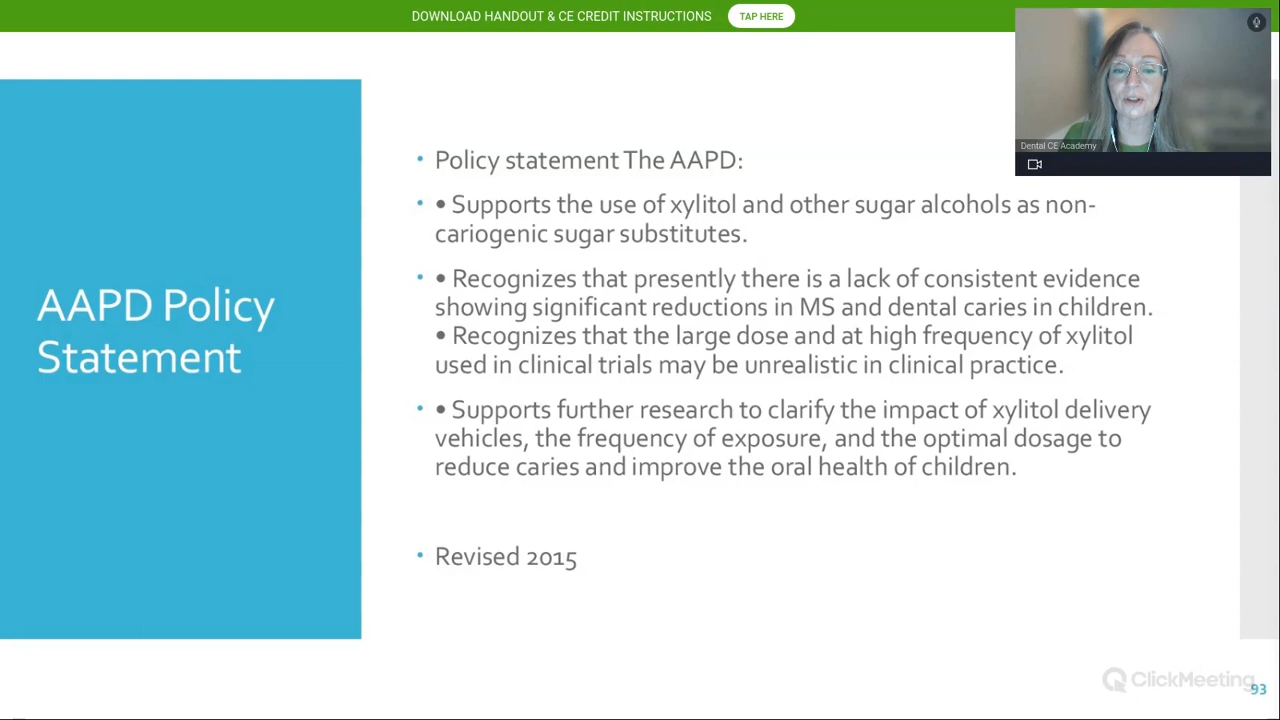 DOWNLOAD HANDOUT & CE CREDIT INSTRUCTIONS TAP HERE
Dental CE Academy
AAPD Policy
Statement
• Policy statement The AAPD:
• • Supports the use of xylitol and other sugar alcohols as non-
cariogenic sugar substitutes.
• • Recognizes that presently there is a lack of consistent evidence
showing significant reductions in MS and dental caries in children.
• Recognizes that the large dose and at high frequency of xylitol
used in clinical trials may be unrealistic in clinical practice.
• • Supports further research to clarify the impact of xylitol delivery
vehicles, the frequency of exposure, and the optimal dosage to
reduce caries and improve the oral health of children.
• Revised 2015
ClickMeeting
93